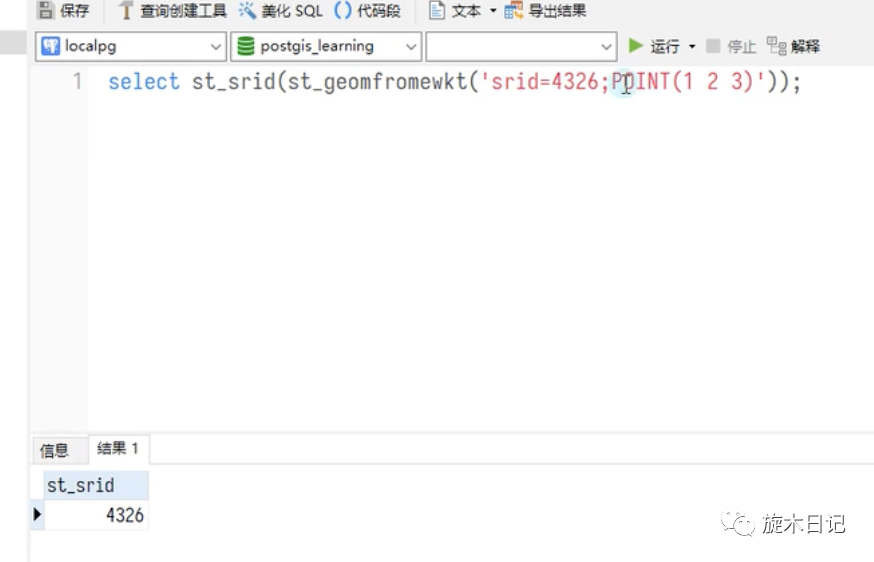 保存 查询创建工具 美化 SQL () 代码段 文本 导出结果
localpg postgis_learning 运行 停止 解释
1 select st_srid(st_geomfromewkt('srid=4326;POINT(1 2 3)'));
信息 结果 1
st_srid
4326
旋木日记